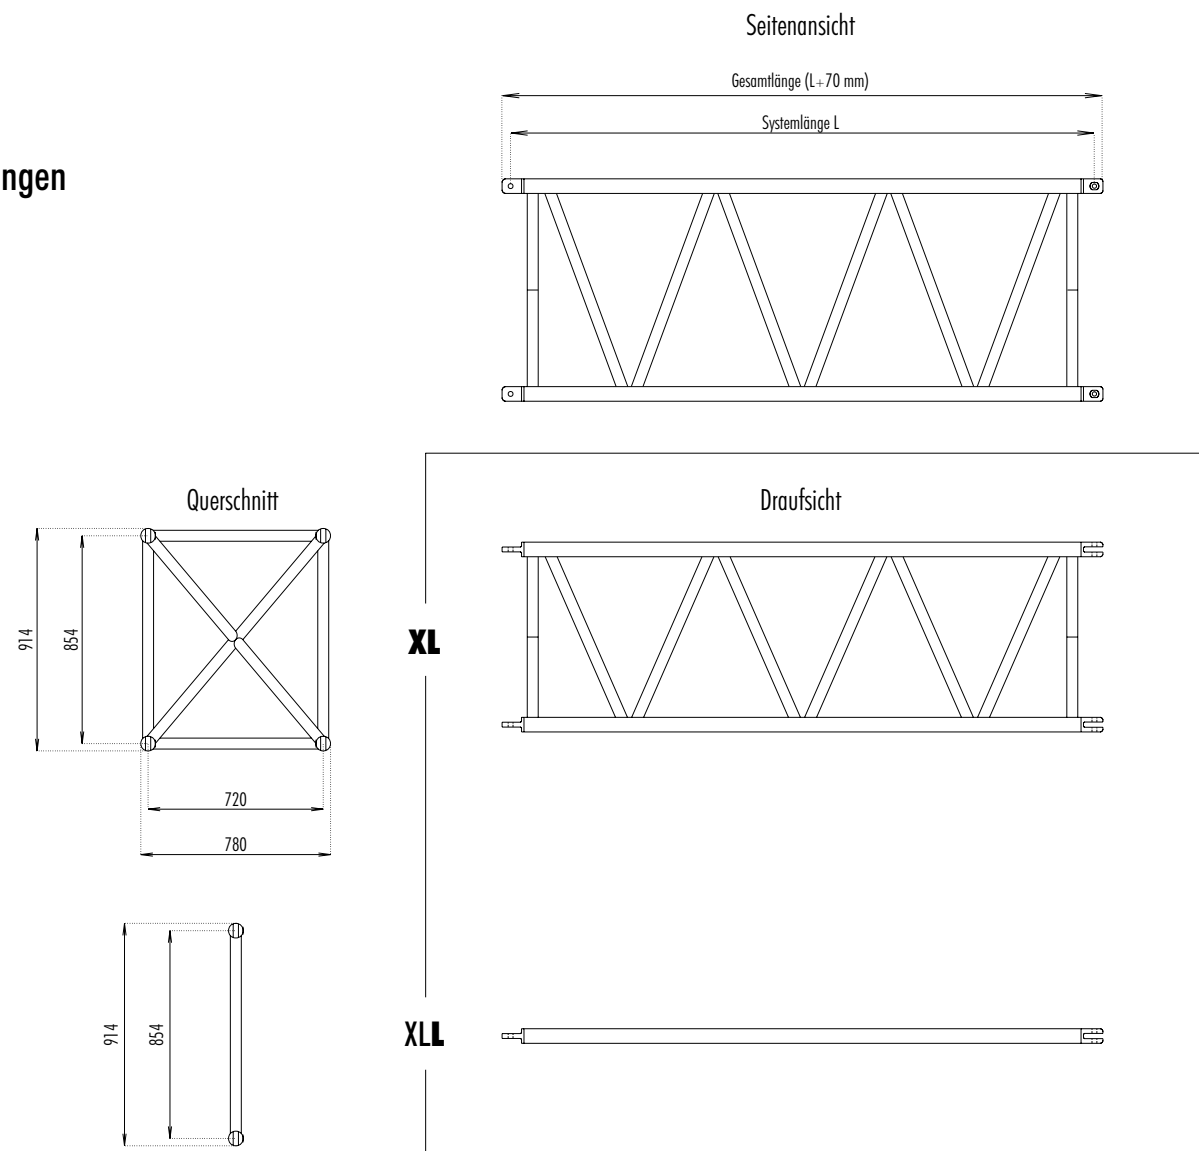 Seitenansicht
Gesamtlänge (L+70 mm)
Systemlänge L
ngen
Querschnitt
Draufsicht
914
854
XL
720
780
914
854
XLL